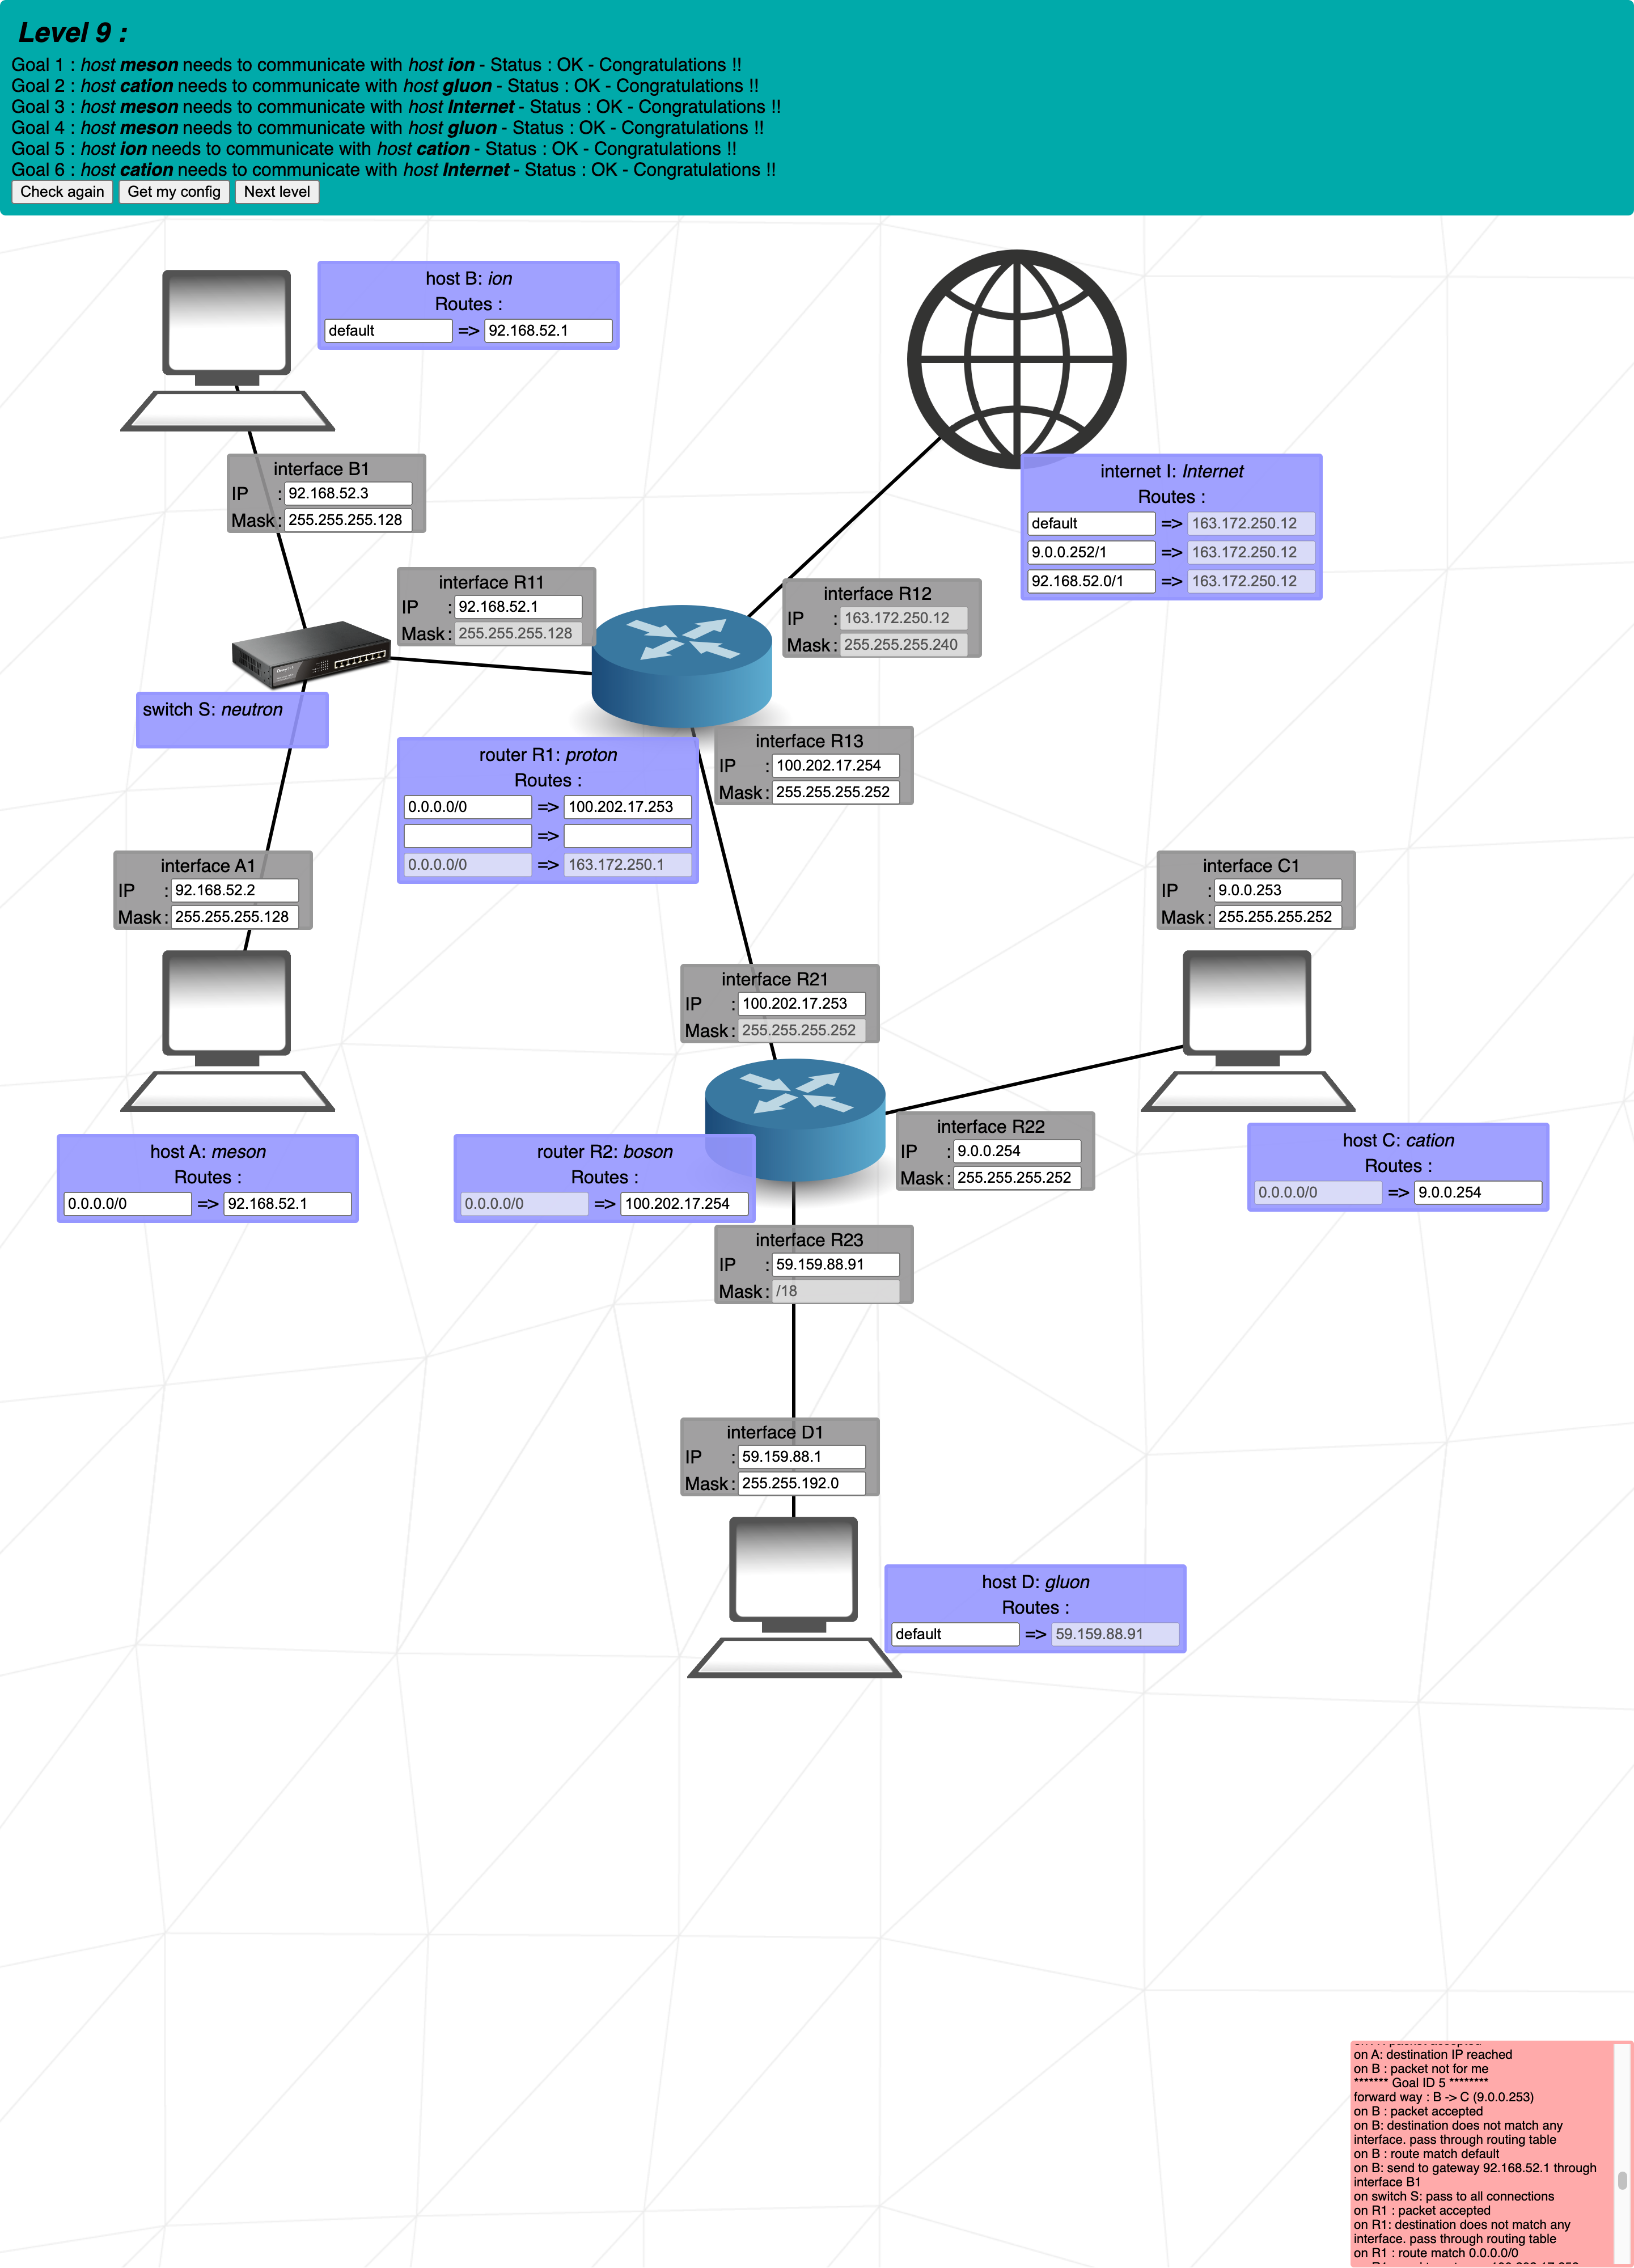 Level 9 :
Goal 1 : host meson needs to communicate with host ion - Status : OK - Congratulations !!
Goal 2 : host cation needs to communicate with host gluon - Status : OK - Congratulations !!
Goal 3 : host meson needs to communicate with host Internet - Status : OK - Congratulations !!
Goal 4 : host meson needs to communicate with host gluon - Status : OK - Congratulations !!
Goal 5 : host ion needs to communicate with host cation - Status : OK - Congratulations !!
Goal 6 : host cation needs to communicate with host Internet - Status : OK - Congratulations !!
Check again Get my config Next level
host B: ion
Routes :
default => 92.168.52.1
interface B1
IP : 92.168.52.3
Mask : 255.255.255.128
internet I: Internet
Routes :
default => 163.172.250.12
9.0.0.252/1 => 163.172.250.12
92.168.52.0/1 => 163.172.250.12
interface R11
IP : 92.168.52.1
Mask : 255.255.255.128
interface R12
IP : 163.172.250.12
Mask : 255.255.255.240
switch S: neutron
router R1: proton
Routes :
0.0.0.0/0 => 100.202.17.253
=>
0.0.0.0/0 => 163.172.250.1
interface R13
IP : 100.202.17.254
Mask : 255.255.255.252
interface A1
IP : 92.168.52.2
Mask : 255.255.255.128
interface C1
IP : 9.0.0.253
Mask : 255.255.255.252
interface R21
IP : 100.202.17.253
Mask : 255.255.255.252
host A: meson
Routes :
0.0.0.0/0 => 92.168.52.1
router R2: boson
Routes :
0.0.0.0/0 => 100.202.17.254
interface R22
IP : 9.0.0.254
Mask : 255.255.255.252
host C: cation
Routes :
0.0.0.0/0 => 9.0.0.254
interface R23
IP : 59.159.88.91
Mask : /18
interface D1
IP : 59.159.88.1
Mask : 255.255.192.0
host D: gluon
Routes :
default => 59.159.88.91
on A: destination IP reached
on B : packet not for me
******* Goal ID 5 ********
forward way : B -> C (9.0.0.253)
on B : packet accepted
on B: destination does not match any
interface. pass through routing table
on B : route match default
on B: send to gateway 92.168.52.1 through
interface B1
on switch S: pass to all connections
on R1 : packet accepted
on R1: destination does not match any
interface. pass through routing table
on R1 : route match 0.0.0.0/0